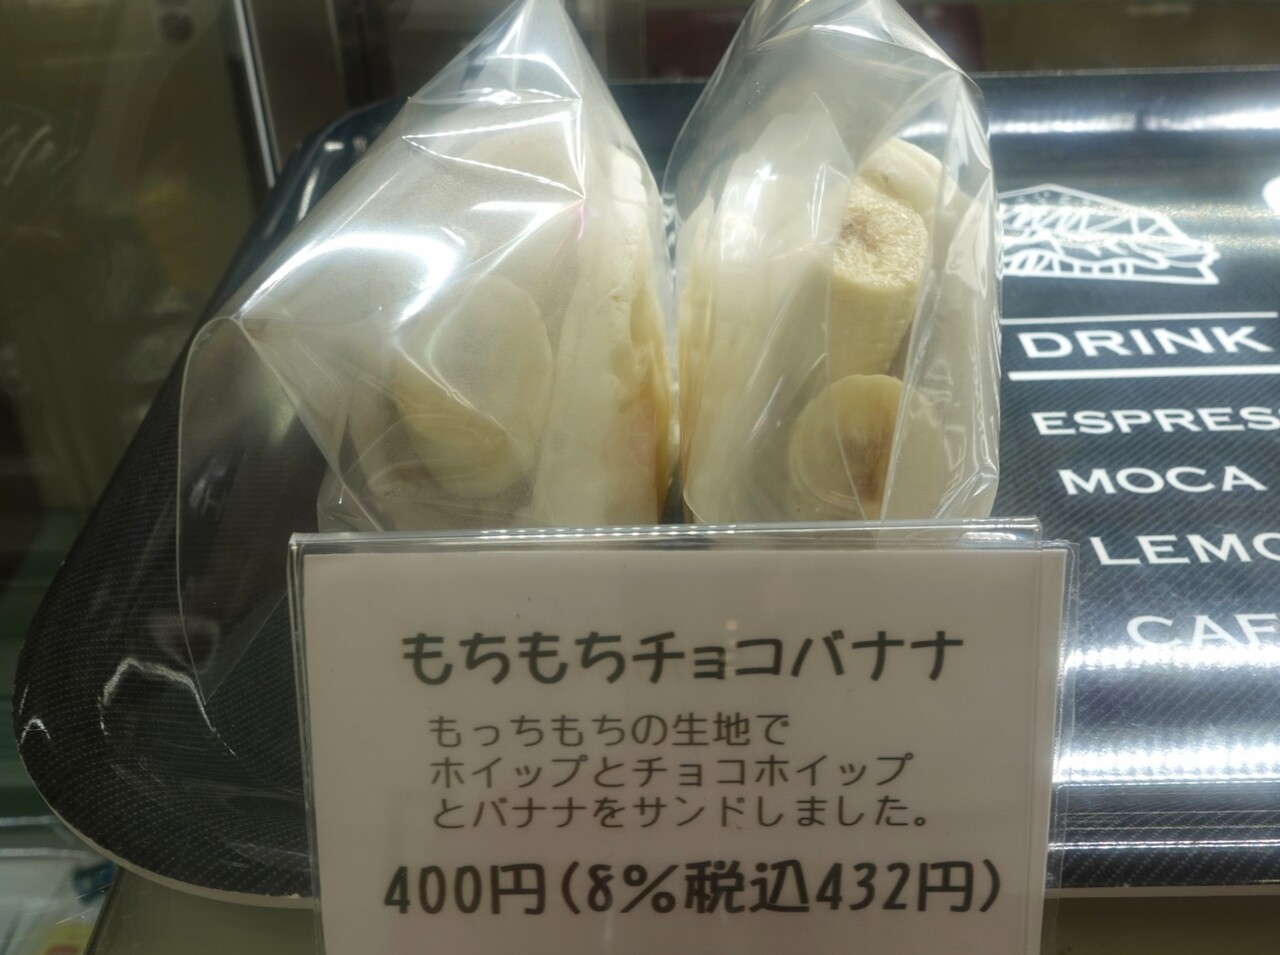 DRINK
ESPRES
MOCA
LEMO
CAF
もちもちチョコバナナ
もっちもちの生地で
ホイップとチョコホイップ
とバナナをサンドしました。
400円(8%税込432円)